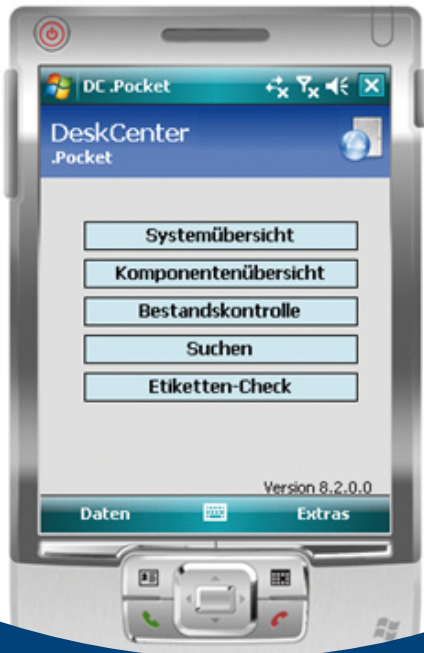 DC .Pocket
DeskCenter
.Pocket
Systemübersicht
Komponentenübersicht
Bestandskontrolle
Suchen
Etiketten-Check
Version 8.2.0.0
Daten
Extras